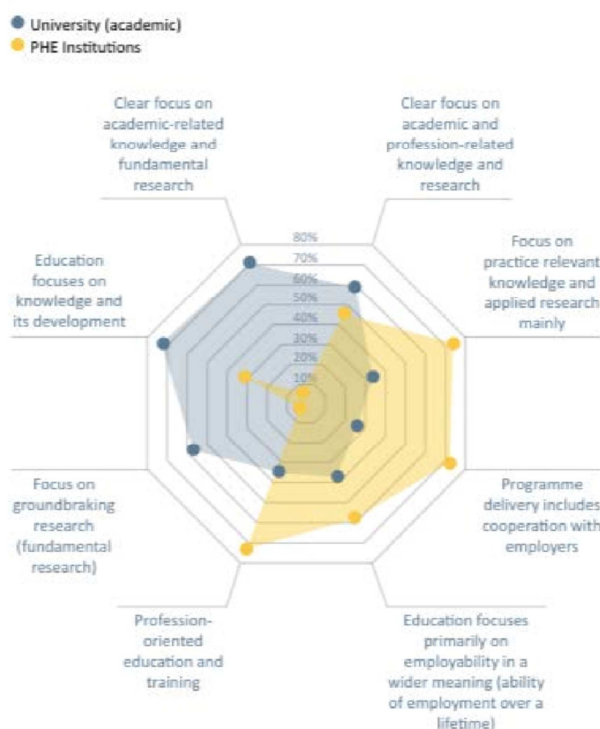 University (academic)
PHE Institutions
Clear focus on
academic-related
knowledge and
fundamental
research
Clear focus on
academic and
profession-related
knowledge and
research
Education
focuses on
knowledge and
its development
Focus on
practice relevant
knowledge and
applied research
mainly
80%
70%
60%
50%
40%
30%
20%
10%
Focus on
groundbraking
research
(fundamental
research)
Programme
delivery includes
cooperation with
employers
Profession-
oriented
education and
training
Education focuses
primarily on
employability in a
wider meaning (ability
of employment over a
lifetime)